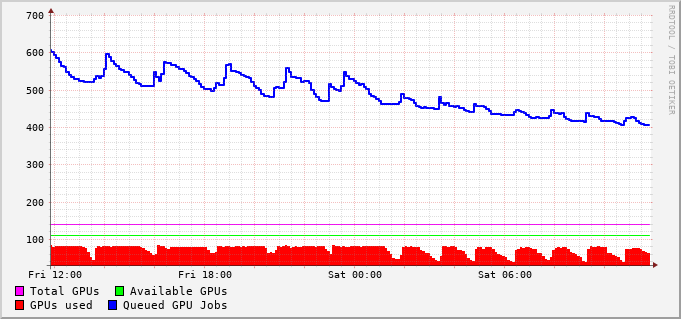 700
600
500
400
300
200
100
Fri 12:00 Fri 18:00 Sat 00:00 Sat 06:00
Total GPUs Available GPUs
GPUs used Queued GPU Jobs
RRDTOOL / TOBI OETIKER